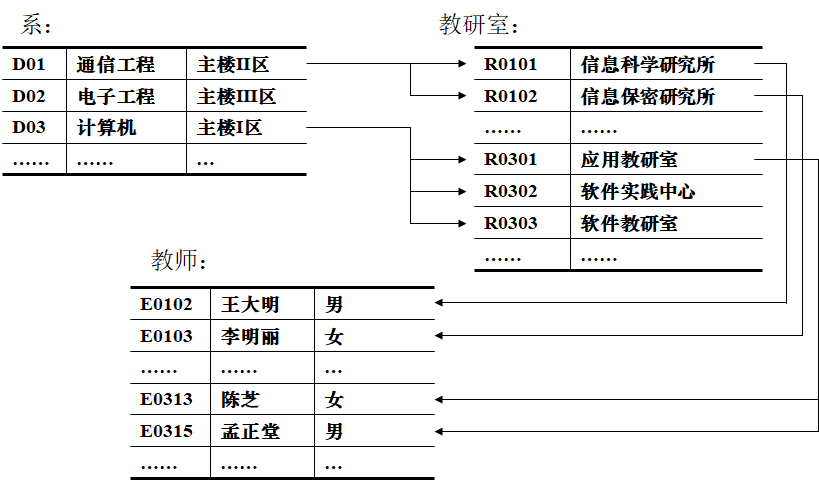 系：
D01 通信工程 主楼II区
D02 电子工程 主楼III区
D03 计算机 主楼I区
…… …… …
教研室：
R0101 信息科学研究所
R0102 信息保密研究所
…… ……
R0301 应用教研室
R0302 软件实践中心
R0303 软件教研室
…… ……
教师：
E0102 王大明 男
E0103 李明丽 女
…… …… …
E0313 陈芝 女
E0315 孟正堂 男
…… …… …